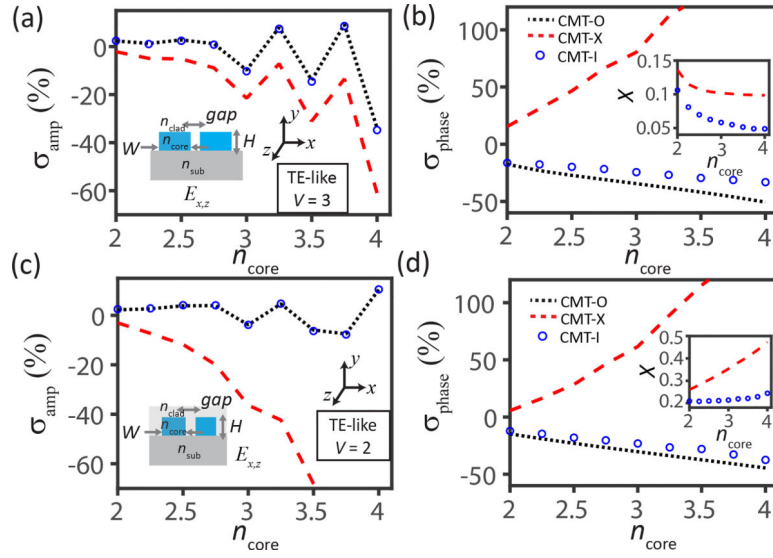 (a)
σamp (%)
0
-20
-40
-60
nclad
gap
W
ncore
H
nsub
Ex,z
y
x
z
TE-like
V = 3
2
2.5
3
3.5
4
ncore
(b)
σphase (%)
100
50
0
-50
CMT-O
CMT-X
CMT-I
X
0.15
0.1
0.05
2
3
4
ncore
2
2.5
3
3.5
4
ncore
(c)
σamp (%)
0
-20
-40
-60
nclad
gap
W
ncore
H
nsub
Ex,z
y
x
z
TE-like
V = 2
2
2.5
3
3.5
4
ncore
(d)
σphase (%)
100
50
0
-50
CMT-O
CMT-X
CMT-I
X
0.5
0.4
0.3
0.2
2
3
4
ncore
2
2.5
3
3.5
4
ncore